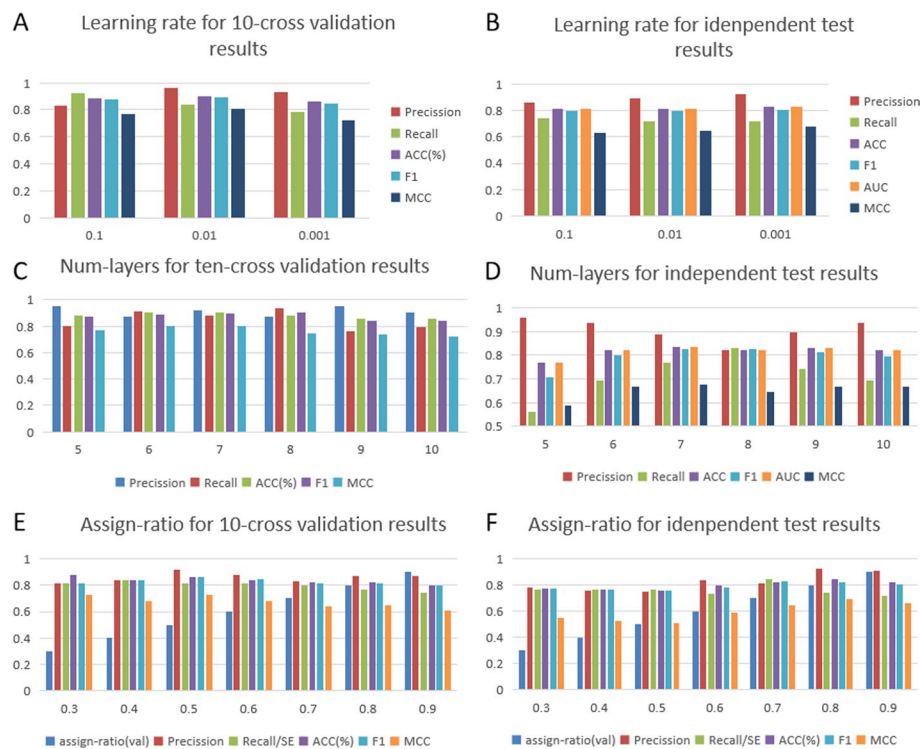 A
Learning rate for 10-cross validation
results
1
0.8
0.6
0.4
0.2
0
0.1
0.01
0.001
Precission
Recall
ACC(%)
F1
MCC
B
Learning rate for idenpendent test
results
1
0.8
0.6
0.4
0.2
0
0.1
0.01
0.001
Precission
Recall
ACC
F1
AUC
MCC
C
Num-layers for ten-cross validation results
1
0.8
0.6
0.4
0.2
0
5 6 7 8 9 10
Precission Recall ACC(%) F1 MCC
D
Num-layers for independent test results
1
0.9
0.8
0.7
0.6
0.5
5 6 7 8 9 10
Precission Recall ACC F1 AUC MCC
E
Assign-ratio for 10-cross validation results
1
0.8
0.6
0.4
0.2
0
0.3 0.4 0.5 0.6 0.7 0.8 0.9
assign-ratio(val) Precission Recall/SE ACC(%) F1 MCC
F
Assign-ratio for idenpendent test results
1
0.8
0.6
0.4
0.2
0
0.3 0.4 0.5 0.6 0.7 0.8 0.9
assign-ratio(val) Precission Recall/SE ACC(%) F1 MCC